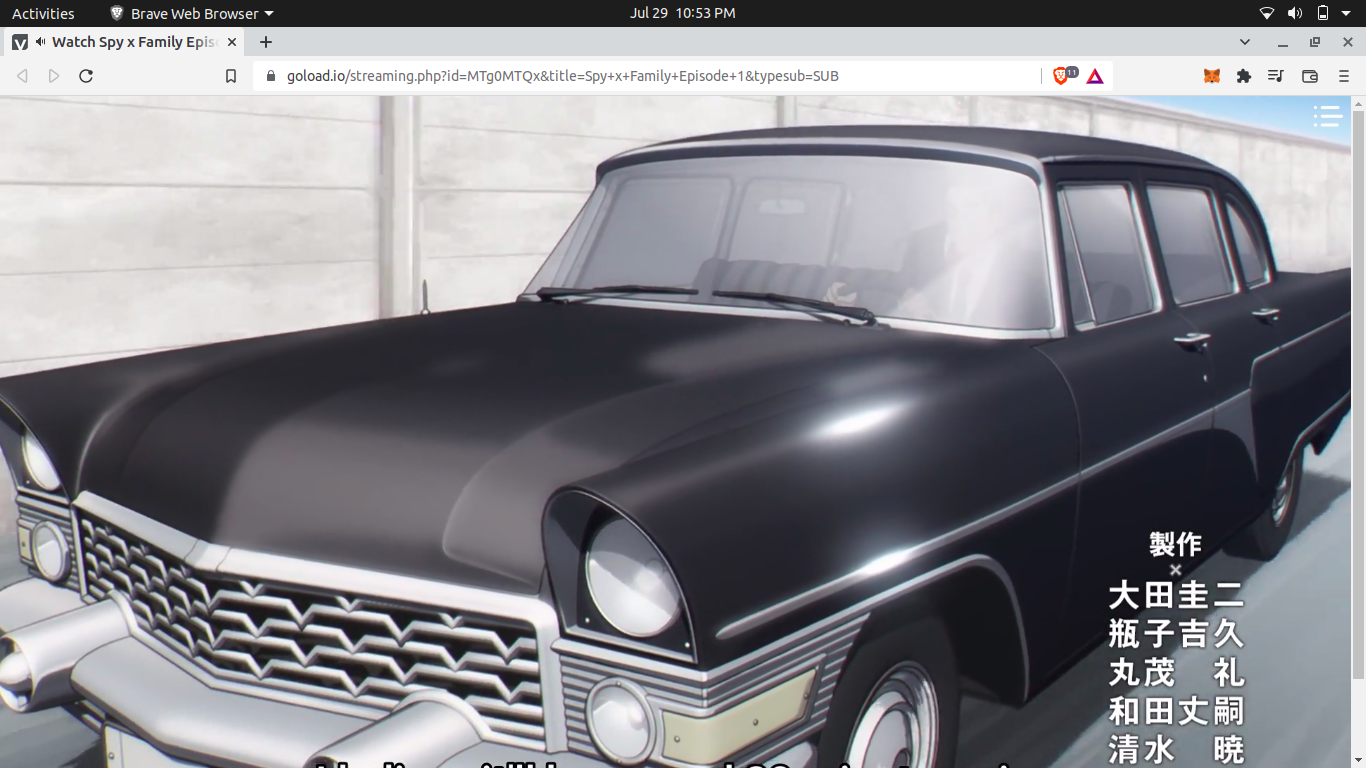 Activities
Brave Web Browser
Jul 29 10:53 PM
Watch Spy x Family Epis
goload.io/streaming.php?id=MTg0MTQx&title=Spy+x+Family+Episode+1&typesub=SUB
11
製作
×
大田圭二
瓶子吉久
丸茂 礼
和田丈嗣
清水 暁